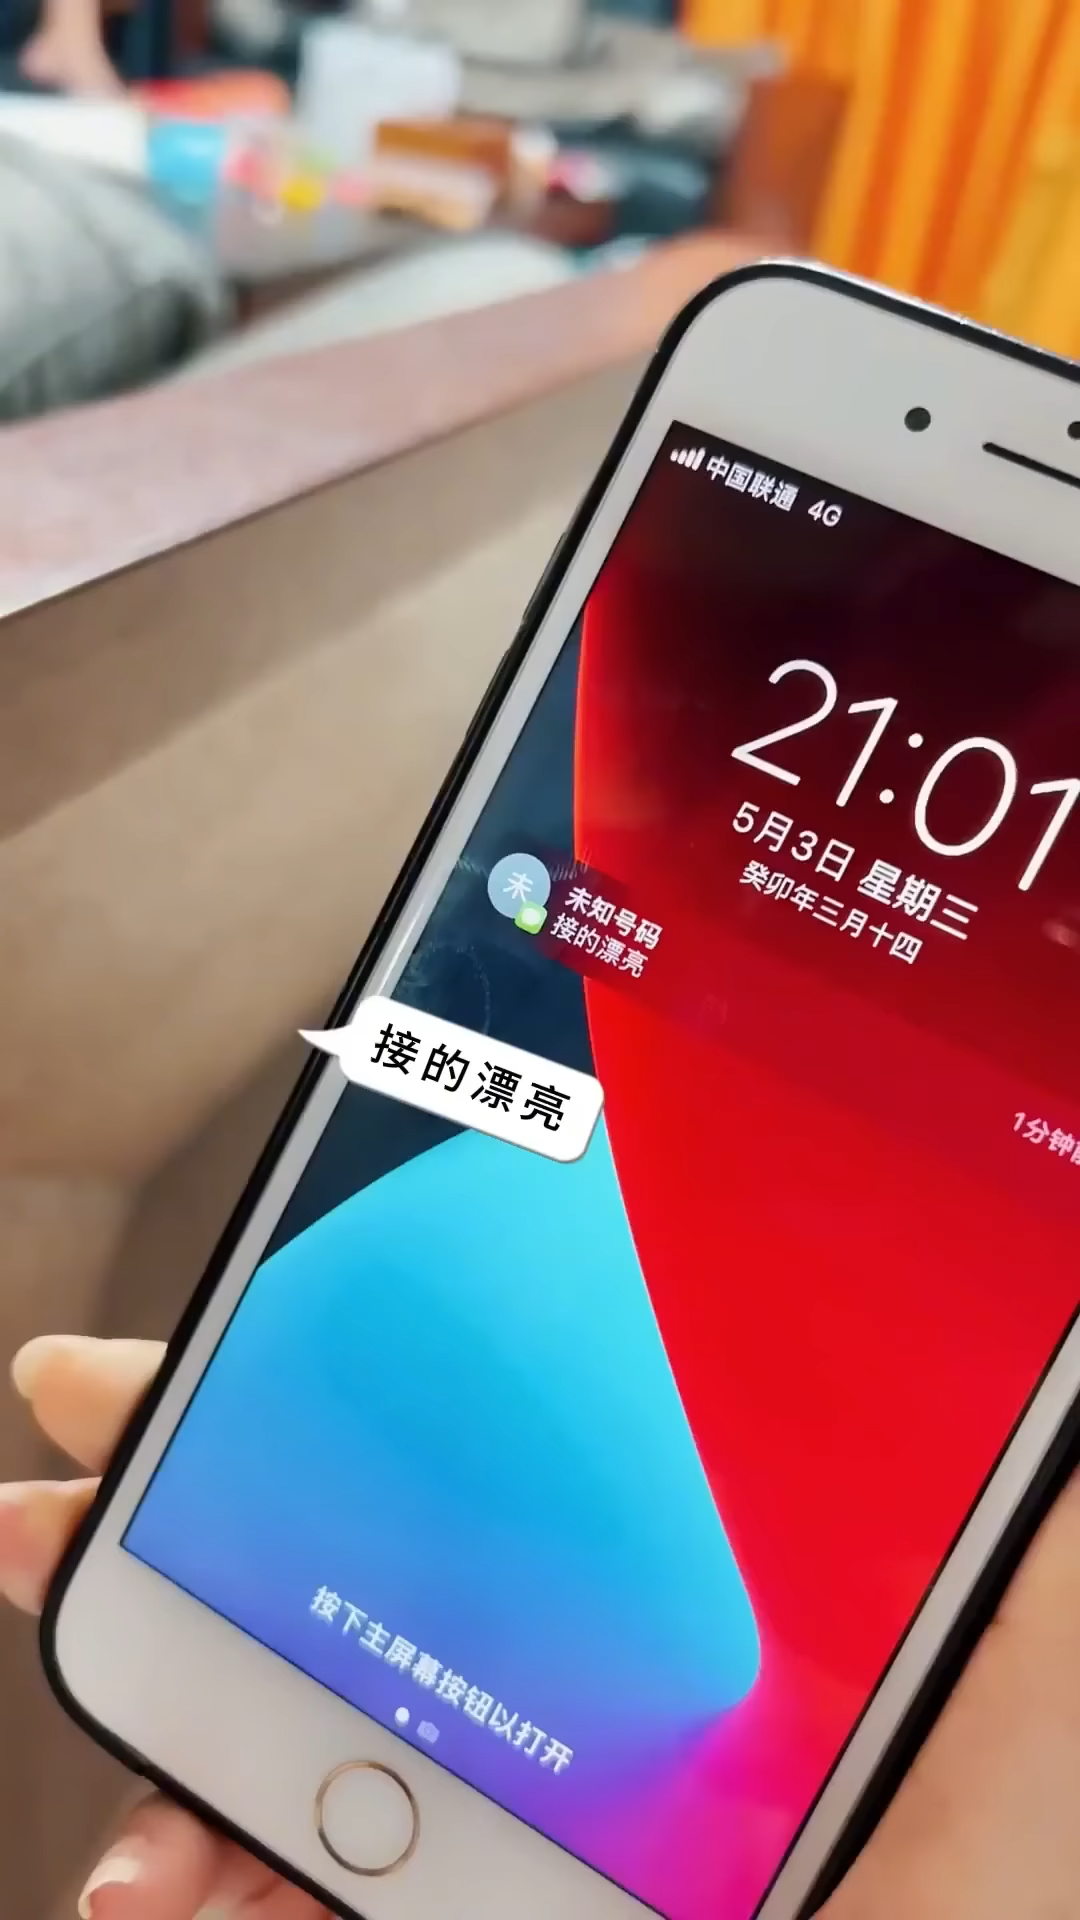 中国联通 4G
21:01
5月3日 星期三
癸卯年三月十四
未
未知号码
接的漂亮
1分钟前
接的漂亮
按下主屏幕按钮以打开